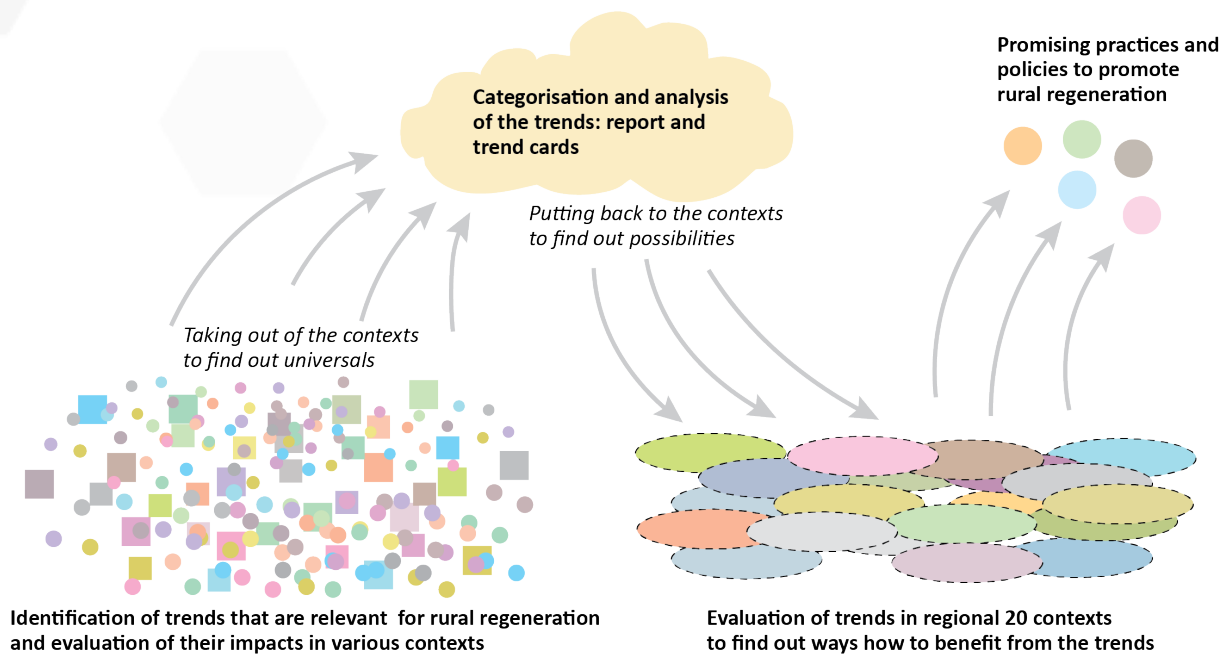 Promising practices and
policies to promote
rural regeneration
Categorisation and analysis
of the trends: report and
trend cards
Putting back to the contexts
to find out possibilities
Taking out of the contexts
to find out universals
Identification of trends that are relevant  for rural regeneration
and evaluation of their impacts in various contexts
Evaluation of trends in regional 20 contexts
to find out ways how to benefit from the trends